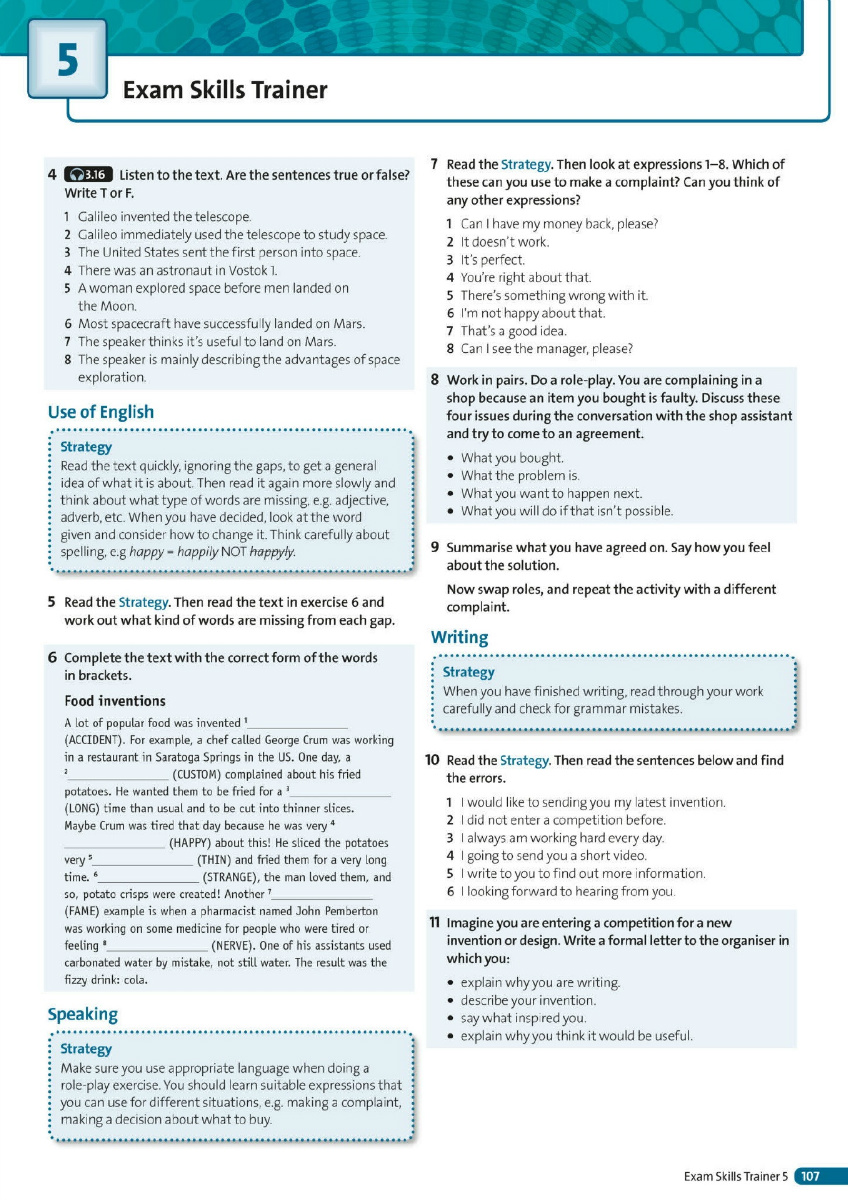 5
Exam Skills Trainer
4 3.16 Listen to the text. Are the sentences true or false?
Write T or F.
1 Galileo invented the telescope.
2 Galileo immediately used the telescope to study space.
3 The United States sent the first person into space.
4 There was an astronaut in Vostok 1.
5 A woman explored space before men landed on
the Moon.
6 Most spacecraft have successfully landed on Mars.
7 The speaker thinks it's useful to land on Mars.
8 The speaker is mainly describing the advantages of space
exploration.
Use of English
Strategy
Read the text quickly, ignoring the gaps, to get a general
idea of what it is about. Then read it again more slowly and
think about what type of words are missing, e.g. adjective,
adverb, etc. When you have decided, look at the word
given and consider how to change it. Think carefully about
spelling, e.g happy = happily NOT happyly.
5 Read the Strategy. Then read the text in exercise 6 and
work out what kind of words are missing from each gap.
6 Complete the text with the correct form of the words
in brackets.
Food inventions
A lot of popular food was invented 1_______________
(ACCIDENT). For example, a chef called George Crum was working
in a restaurant in Saratoga Springs in the US. One day, a
2_______________ (CUSTOM) complained about his fried
potatoes. He wanted them to be fried for a 3_______________
(LONG) time than usual and to be cut into thinner slices.
Maybe Crum was tired that day because he was very 4
_______________ (HAPPY) about this! He sliced the potatoes
very 5_______________ (THIN) and fried them for a very long
time. 6_______________ (STRANGE), the man loved them, and
so, potato crisps were created! Another 7_______________
(FAME) example is when a pharmacist named John Pemberton
was working on some medicine for people who were tired or
feeling 8_______________ (NERVE). One of his assistants used
carbonated water by mistake, not still water. The result was the
fizzy drink: cola.
Speaking
Strategy
Make sure you use appropriate language when doing a
role-play exercise. You should learn suitable expressions that
you can use for different situations, e.g. making a complaint,
making a decision about what to buy.
7 Read the Strategy. Then look at expressions 1–8. Which of
these can you use to make a complaint? Can you think of
any other expressions?
1 Can I have my money back, please?
2 It doesn't work.
3 It's perfect.
4 You're right about that.
5 There's something wrong with it.
6 I'm not happy about that.
7 That's a good idea.
8 Can I see the manager, please?
8 Work in pairs. Do a role-play. You are complaining in a
shop because an item you bought is faulty. Discuss these
four issues during the conversation with the shop assistant
and try to come to an agreement.
• What you bought.
• What the problem is.
• What you want to happen next.
• What you will do if that isn't possible.
9 Summarise what you have agreed on. Say how you feel
about the solution.
Now swap roles, and repeat the activity with a different
complaint.
Writing
Strategy
When you have finished writing, read through your work
carefully and check for grammar mistakes.
10 Read the Strategy. Then read the sentences below and find
the errors.
1 I would like to sending you my latest invention.
2 I did not enter a competition before.
3 I always am working hard every day.
4 I going to send you a short video.
5 I write to you to find out more information.
6 I looking forward to hearing from you.
11 Imagine you are entering a competition for a new
invention or design. Write a formal letter to the organiser in
which you:
• explain why you are writing.
• describe your invention.
• say what inspired you.
• explain why you think it would be useful.
Exam Skills Trainer 5 107